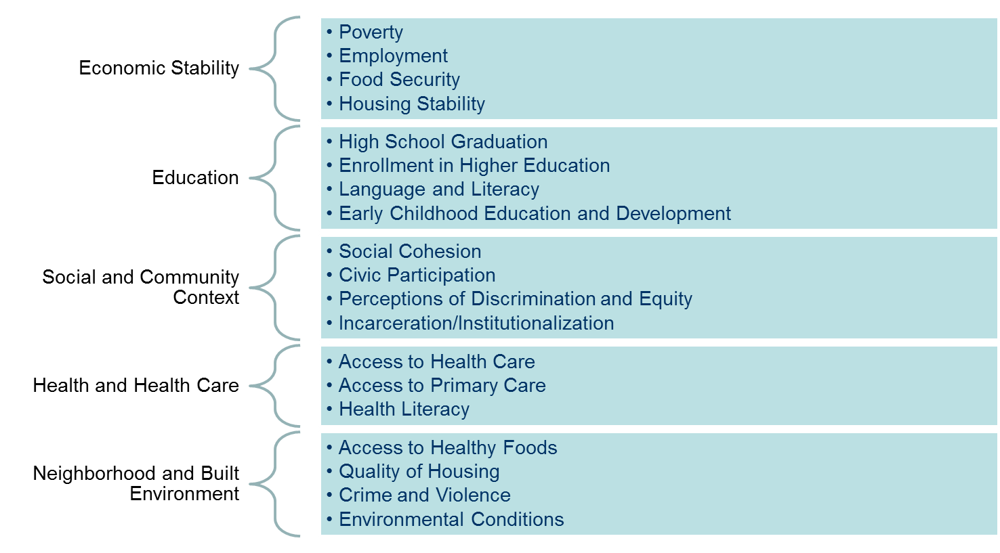 Economic Stability
• Poverty
• Employment
• Food Security
• Housing Stability
Education
• High School Graduation
• Enrollment in Higher Education
• Language and Literacy
• Early Childhood Education and Development
Social and Community
Context
• Social Cohesion
• Civic Participation
• Perceptions of Discrimination and Equity
• Incarceration/Institutionalization
Health and Health Care
• Access to Health Care
• Access to Primary Care
• Health Literacy
Neighborhood and Built
Environment
• Access to Healthy Foods
• Quality of Housing
• Crime and Violence
• Environmental Conditions